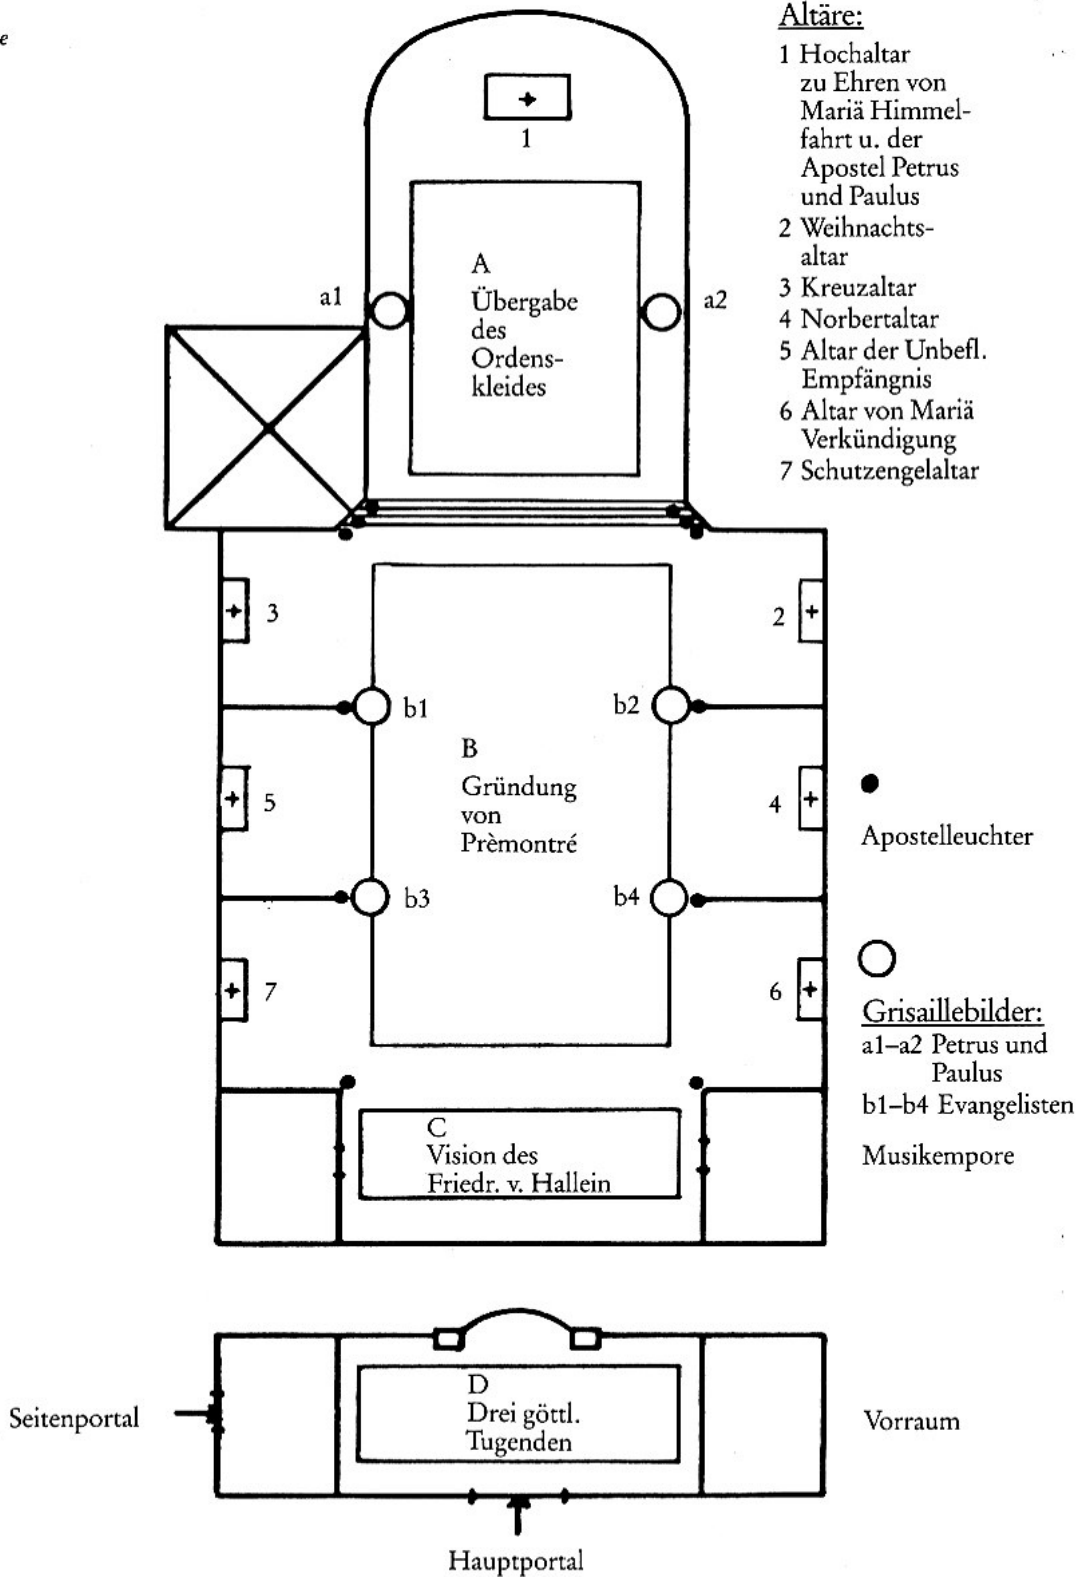 e
Altäre:
1 Hochaltar
zu Ehren von
Mariä Himmel-
fahrt u. der
Apostel Petrus
und Paulus
2 Weihnachts-
altar
3 Kreuzaltar
4 Norbertaltar
5 Altar der Unbefl.
Empfängnis
6 Altar von Mariä
Verkündigung
7 Schutzengelaltar
1
a1
A
Übergabe
des
Ordens-
kleides
a2
3
2
b1
b2
B
Gründung
von
Prèmontré
5
4
b3
b4
7
6
Apostelleuchter
Grisaillebilder:
a1–a2 Petrus und
Paulus
b1–b4 Evangelisten
Musikempore
C
Vision des
Friedr. v. Hallein
D
Drei göttl.
Tugenden
Seitenportal
Vorraum
Hauptportal